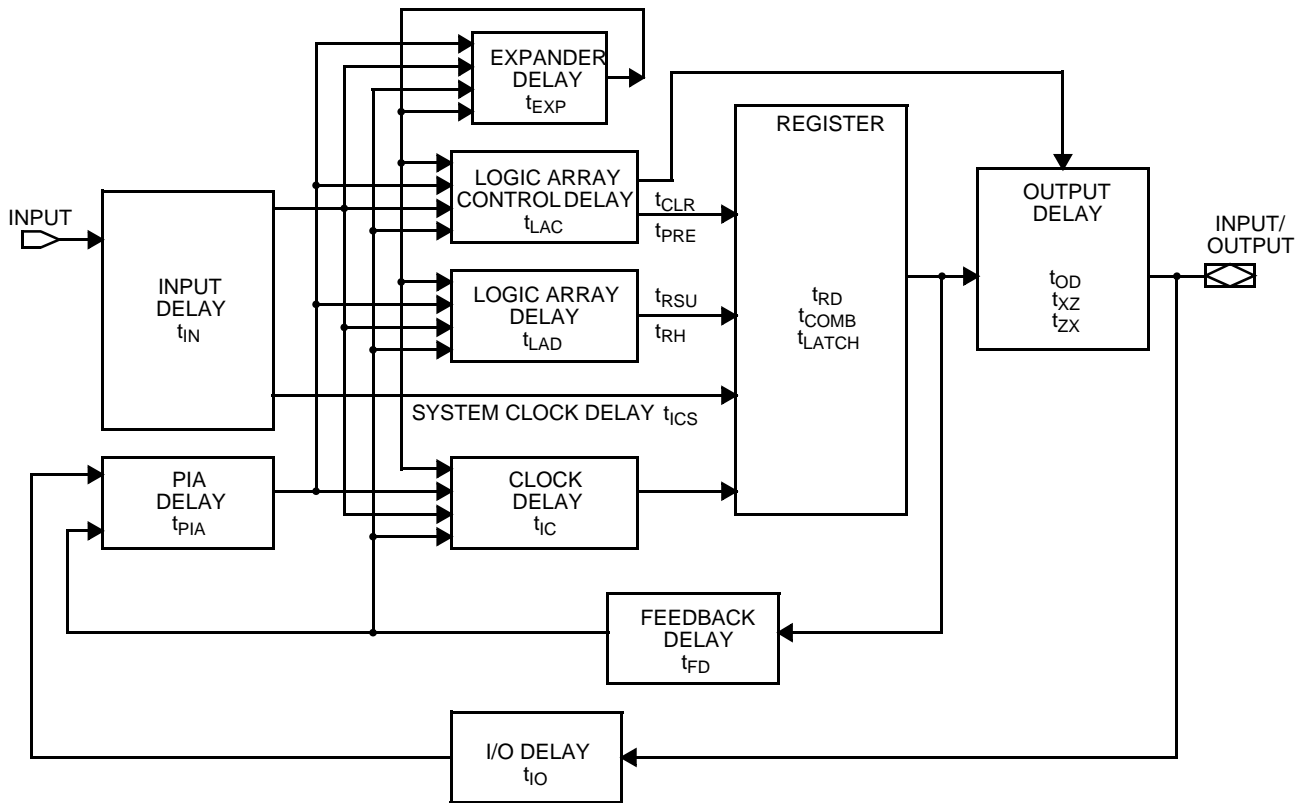 EXPANDER
DELAY
tEXP
REGISTER
LOGIC ARRAY
CONTROL DELAY
tLAC
tCLR
tPRE
OUTPUT
DELAY
tOD
tXZ
tZX
INPUT
INPUT/
OUTPUT
INPUT
DELAY
tIN
LOGIC ARRAY
DELAY
tLAD
tRSU
tRH
tRD
tCOMB
tLATCH
SYSTEM CLOCK DELAY tICS
PIA
DELAY
tPIA
CLOCK
DELAY
tIC
FEEDBACK
DELAY
tFD
I/O DELAY
tIO